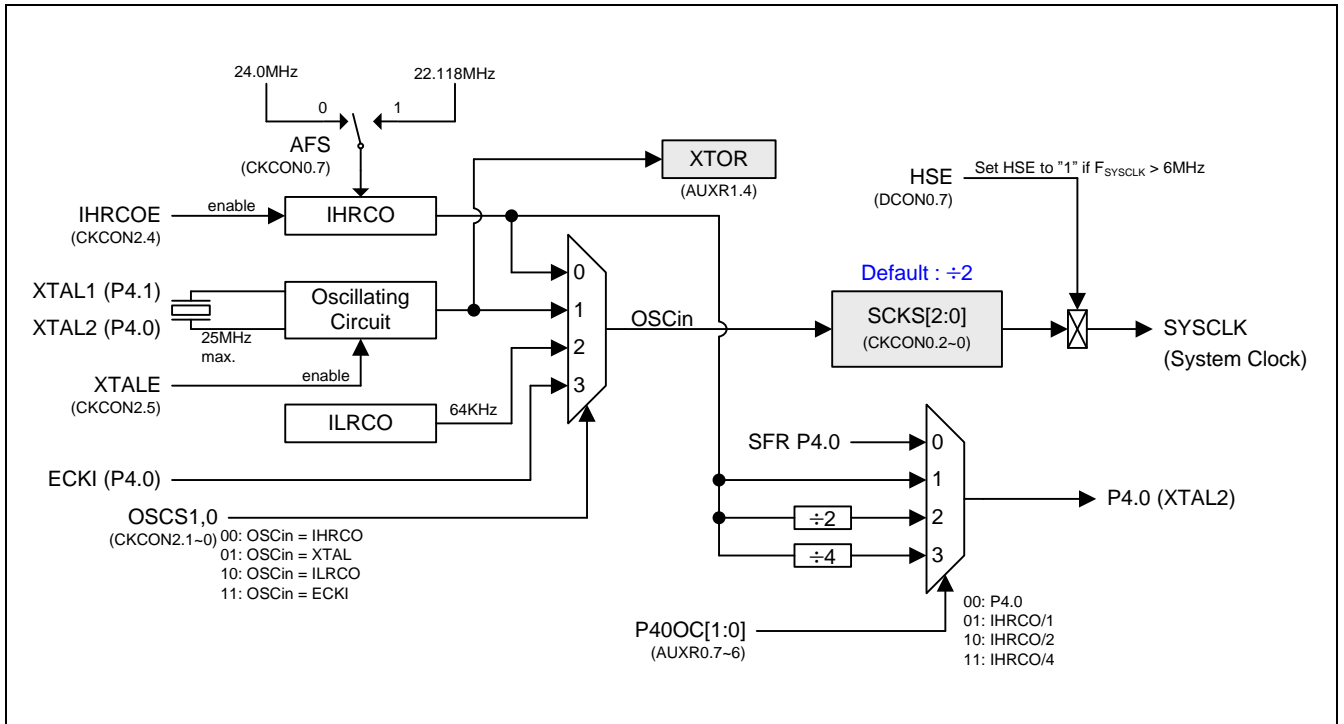 24.0MHz
22.118MHz
0
1
AFS
(CKCON0.7)
XTOR
(AUXR1.4)
HSE
(DCON0.7)
Set HSE to ”1” if FSYSCLK > 6MHz
IHRCOE
(CKCON2.4)
enable
IHRCO
0
Default : ÷2
XTAL1 (P4.1)
XTAL2 (P4.0)
25MHz
max.
Oscillating
Circuit
1
OSCin
SCKS[2:0]
(CKCON0.2~0)
SYSCLK
(System Clock)
2
XTALE
(CKCON2.5)
enable
3
ILRCO
64KHz
SFR P4.0
0
ECKI (P4.0)
1
P4.0 (XTAL2)
OSCS1,0
(CKCON2.1~0)
00: OSCin = IHRCO
01: OSCin = XTAL
10: OSCin = ILRCO
11: OSCin = ECKI
÷2
2
÷4
3
P40OC[1:0]
(AUXR0.7~6)
00: P4.0
01: IHRCO/1
10: IHRCO/2
11: IHRCO/4